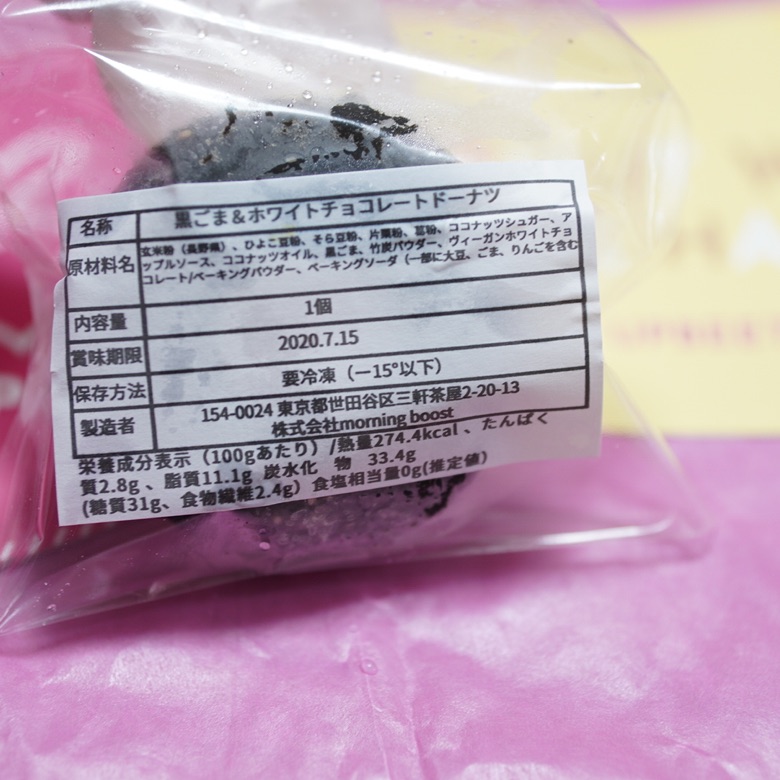 名称 黒ごま&ホワイトチョコレートドーナツ
原材料名 玄米粉（長野県）、ひよこ豆粉、そら豆粉、片栗粉、葛粉、ココナッツシュガー、ア
ップルソース、ココナッツオイル、黒ごま、竹炭パウダー、ヴィーガンホワイトチョ
コレート/ベーキングパウダー、ベーキングソーダ（一部に大豆、ごま、りんごを含む
内容量 1個
賞味期限 2020.7.15
保存方法 要冷凍（ー15°以下）
製造者 154-0024 東京都世田谷区三軒茶屋2-20-13
株式会社morning boost
栄養成分表示（100gあたり）/熱量274.4kcal 、たんぱく
質2.8g 、脂質11.1g 炭水化 物 33.4g
(糖質31g、食物繊維2.4g）食塩相当量0g(推定値）